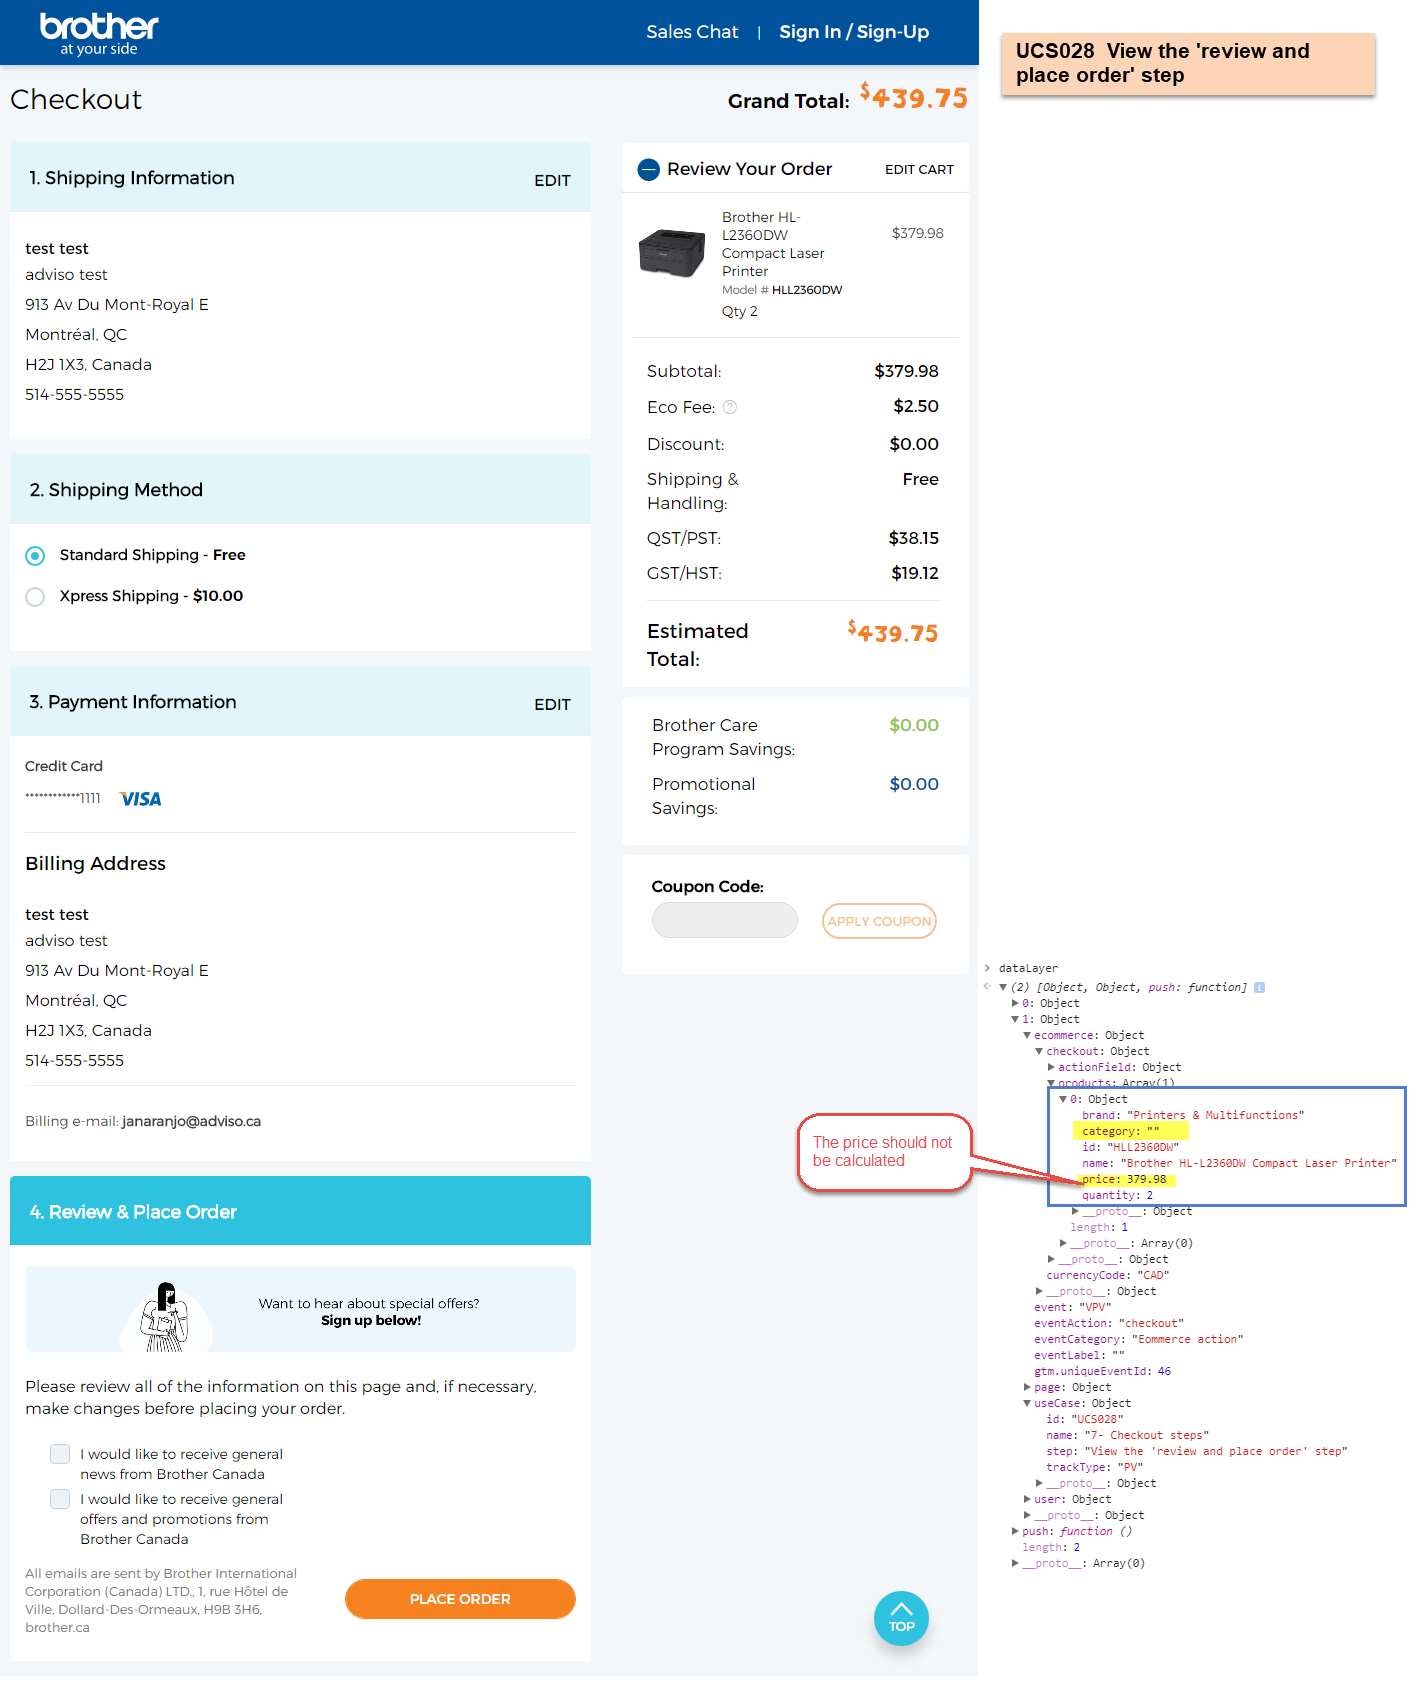 brother
at your side
Sales Chat | Sign In / Sign-Up
UCS028 View the 'review and
place order' step
Checkout
Grand Total: $439.75
1. Shipping Information
EDIT
test test
adviso test
913 Av Du Mont-Royal E
Montréal, QC
H2J 1X3, Canada
514-555-5555
2. Shipping Method
Standard Shipping - Free
Xpress Shipping - $10.00
3. Payment Information
EDIT
Credit Card
************1111 VISA
Billing Address
test test
adviso test
913 Av Du Mont-Royal E
Montréal, QC
H2J 1X3, Canada
514-555-5555
Billing e-mail: janaranjo@adviso.ca
4. Review & Place Order
Want to hear about special offers?
Sign up below!
Please review all of the information on this page and, if necessary,
make changes before placing your order.
I would like to receive general
news from Brother Canada
I would like to receive general
offers and promotions from
Brother Canada
All emails are sent by Brother International
Corporation (Canada) LTD., 1, rue Hôtel de
Ville, Dollard-Des-Ormeaux, H9B 3H6,
brother.ca
PLACE ORDER
Review Your Order
EDIT CART
Brother HL-
L2360DW
Compact Laser
Printer
$379.98
Model # HLL2360DW
Qty 2
Subtotal: $379.98
Eco Fee: ? $2.50
Discount: $0.00
Shipping & Free
Handling:
QST/PST: $38.15
GST/HST: $19.12
Estimated $439.75
Total:
Brother Care $0.00
Program Savings:
Promotional $0.00
Savings:
Coupon Code:
APPLY COUPON
TOP
The price should not
be calculated
> dataLayer
(2) [Object, Object, push: function] i
0: Object
1: Object
ecommerce: Object
checkout: Object
actionField: Object
products: Array(1)
0: Object
brand: "Printers & Multifunctions"
category: ""
id: "HLL2360DW"
name: "Brother HL-L2360DW Compact Laser Printer"
price: 379.98
quantity: 2
__proto__: Object
length: 1
__proto__: Array(0)
__proto__: Object
currencyCode: "CAD"
__proto__: Object
event: "VPV"
eventAction: "checkout"
eventCategory: "Eommerce action"
eventLabel: ""
gtm.uniqueEventId: 46
page: Object
useCase: Object
id: "UCS028"
name: "7- Checkout steps"
step: "View the 'review and place order' step"
trackType: "PV"
__proto__: Object
user: Object
__proto__: Object
push: function ()
length: 2
__proto__: Array(0)